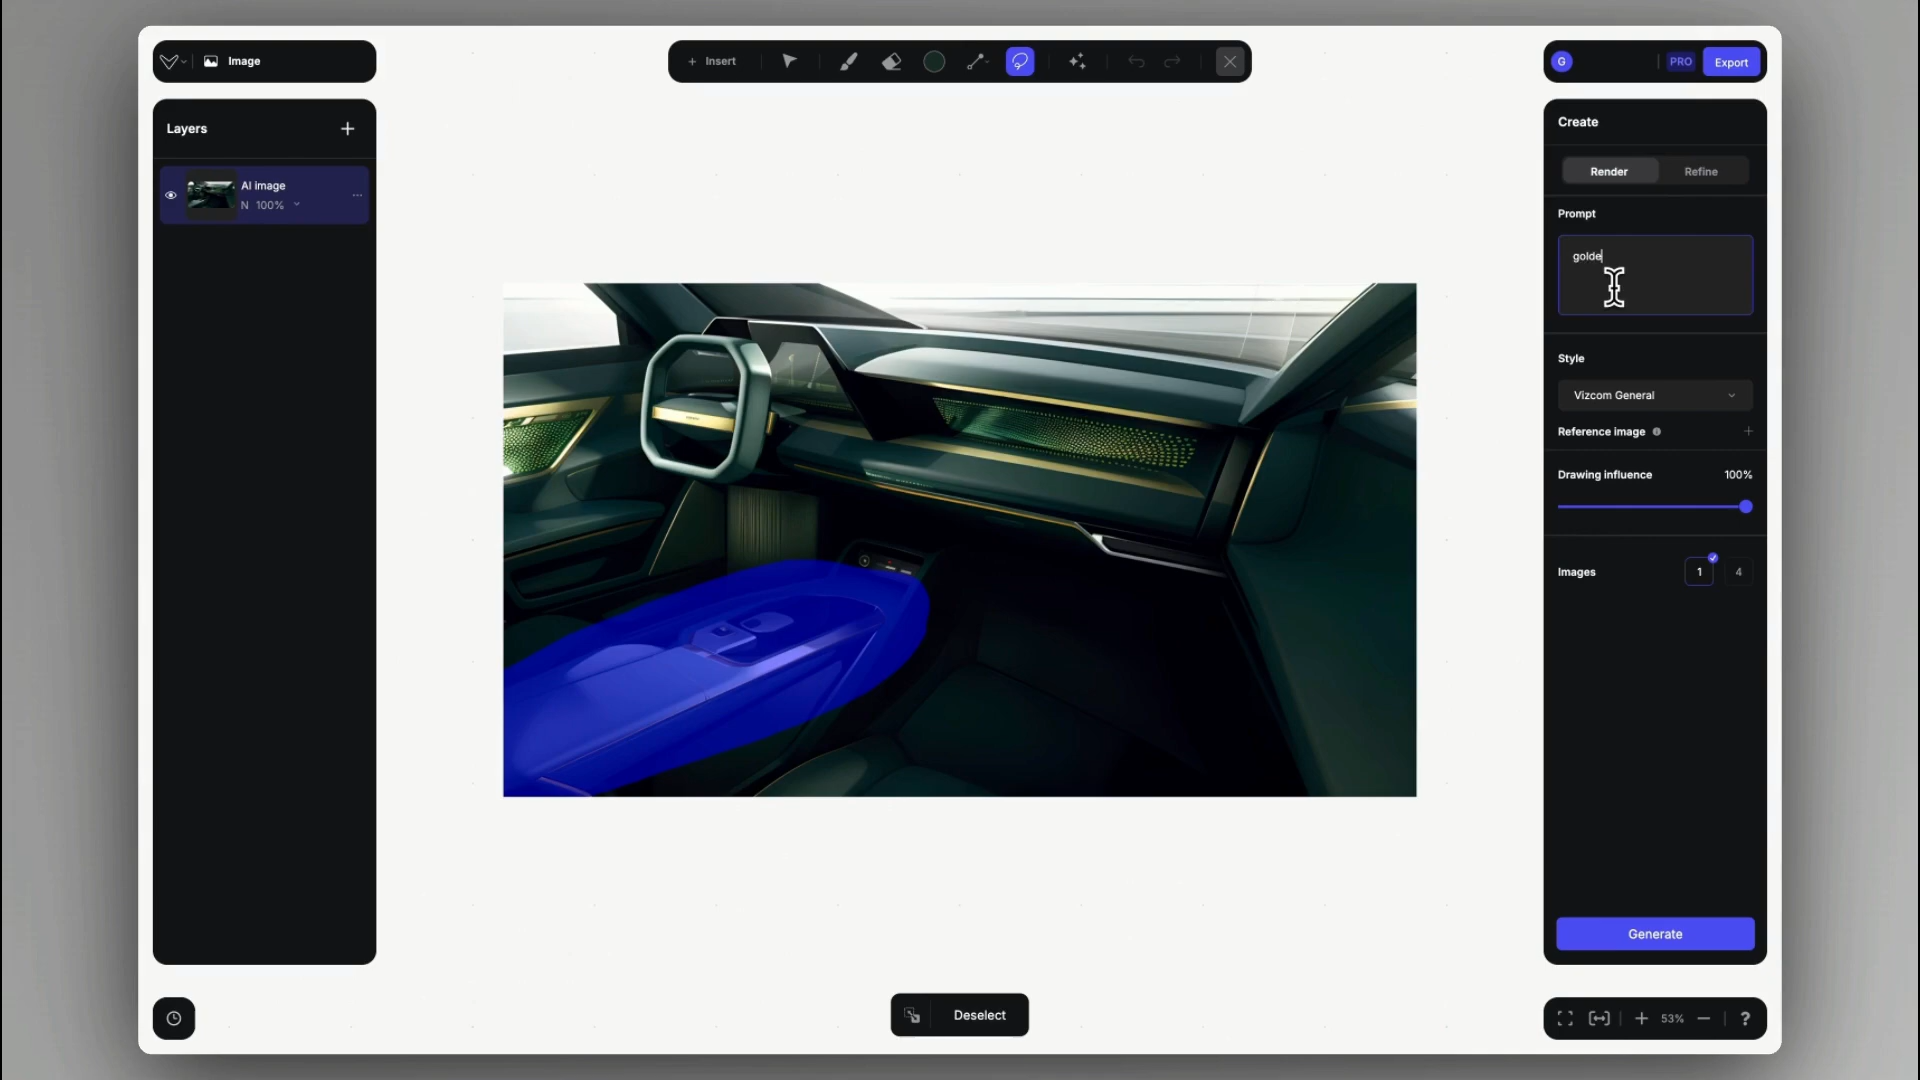 Image
Insert
G
PRO
Export
Layers
AI image
N 100%
Create
Render
Refine
Prompt
golde
Style
Vizcom General
Reference image
Drawing influence
100%
Images
1
4
Generate
Deselect
53%
?